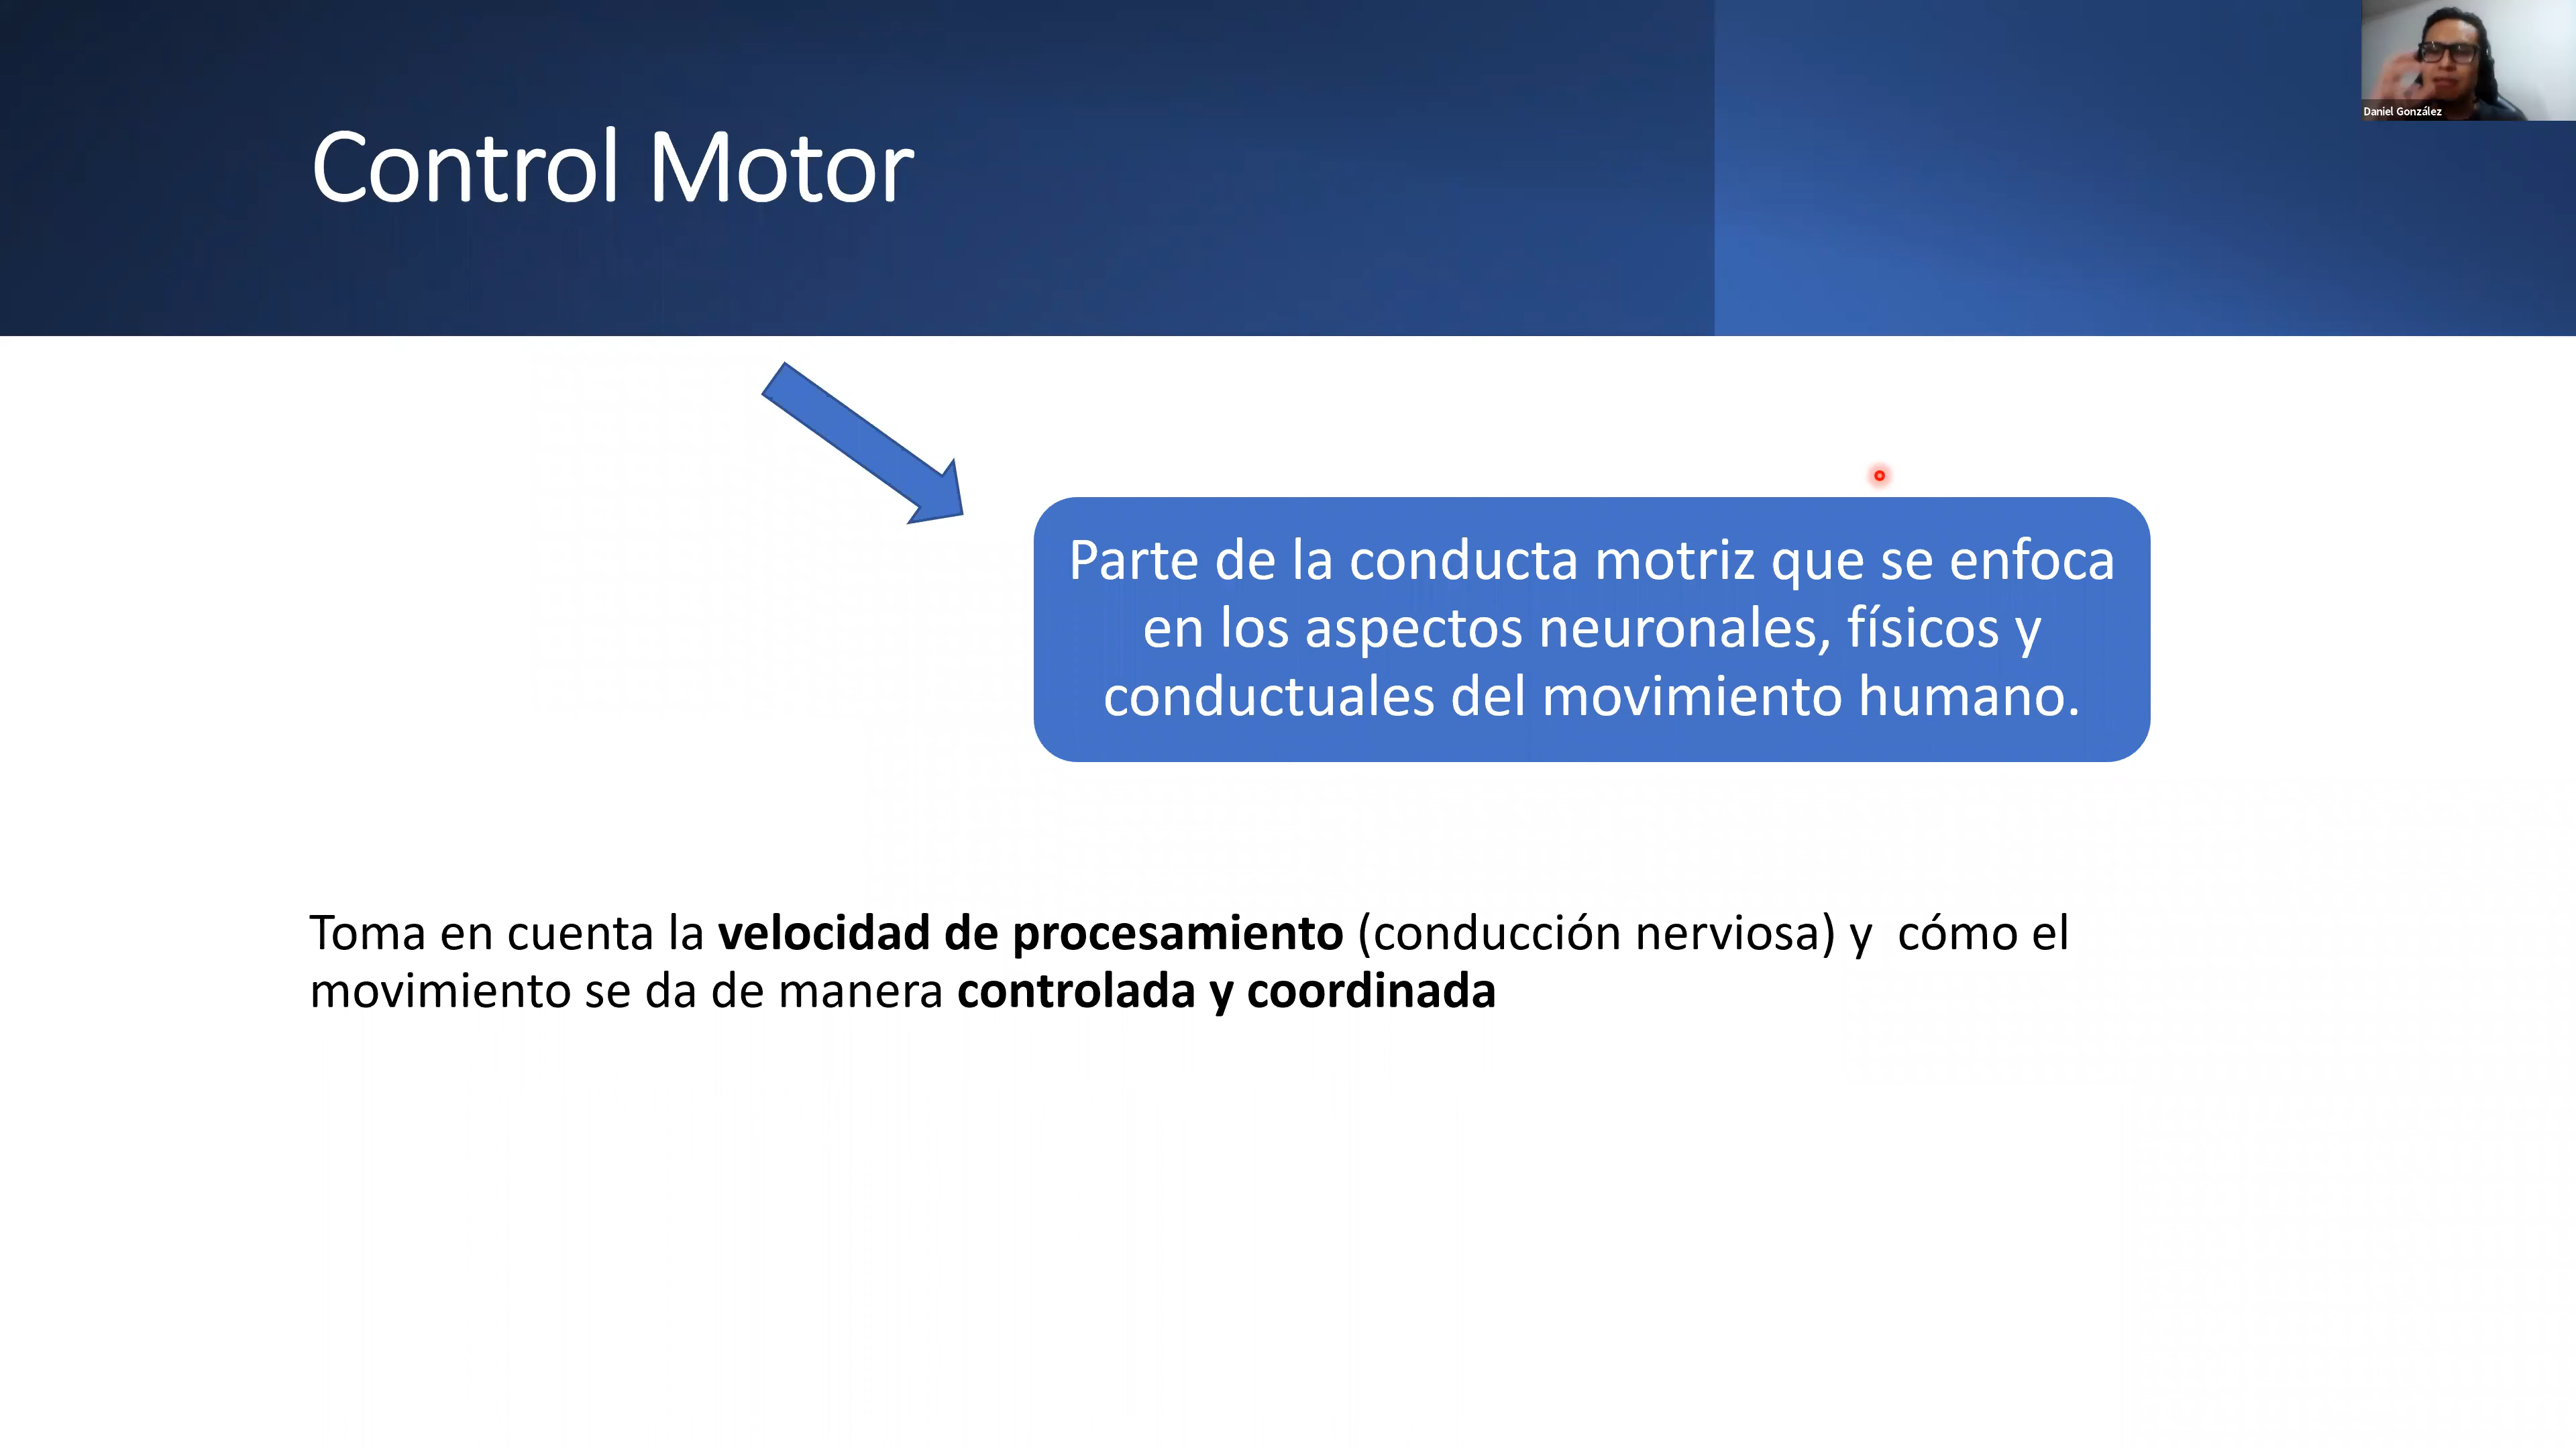 Daniel González
Control Motor
Parte de la conducta motriz que se enfoca
en los aspectos neuronales, físicos y
conductuales del movimiento humano.
Toma en cuenta la velocidad de procesamiento (conducción nerviosa) y  cómo el
movimiento se da de manera controlada y coordinada